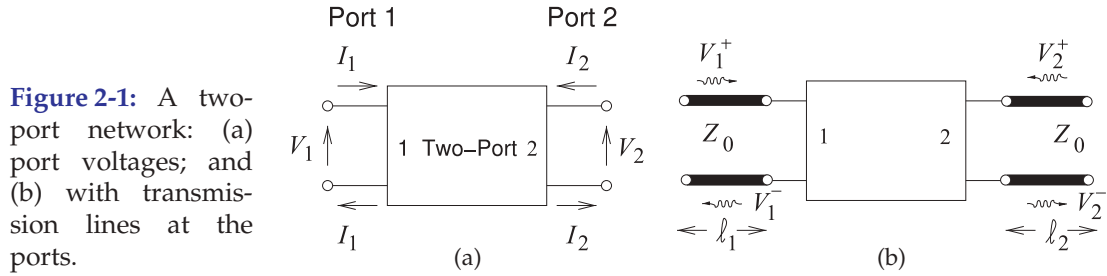 Figure 2-1: A two-
port network: (a)
port voltages; and
(b) with transmis-
sion lines at the
ports.
Port 1 Port 2
I1 I2
V1 1 Two–Port 2 V2
I1 I2
(a)
V1+ V2+
Z0 1 2 Z0
V1− V2−
ℓ1 ℓ2
(b)